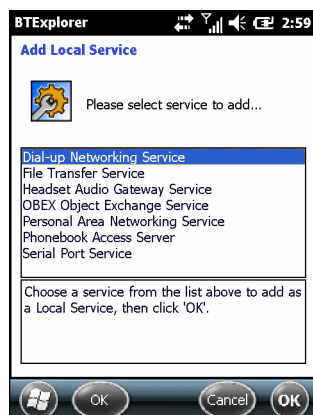 BTExplorer 2:59
Add Local Service
Please select service to add...
Dial-up Networking Service
File Transfer Service
Headset Audio Gateway Service
OBEX Object Exchange Service
Personal Area Networking Service
Phonebook Access Server
Serial Port Service
Choose a service from the list above to add as
a Local Service, then click 'OK'.
OK Cancel OK